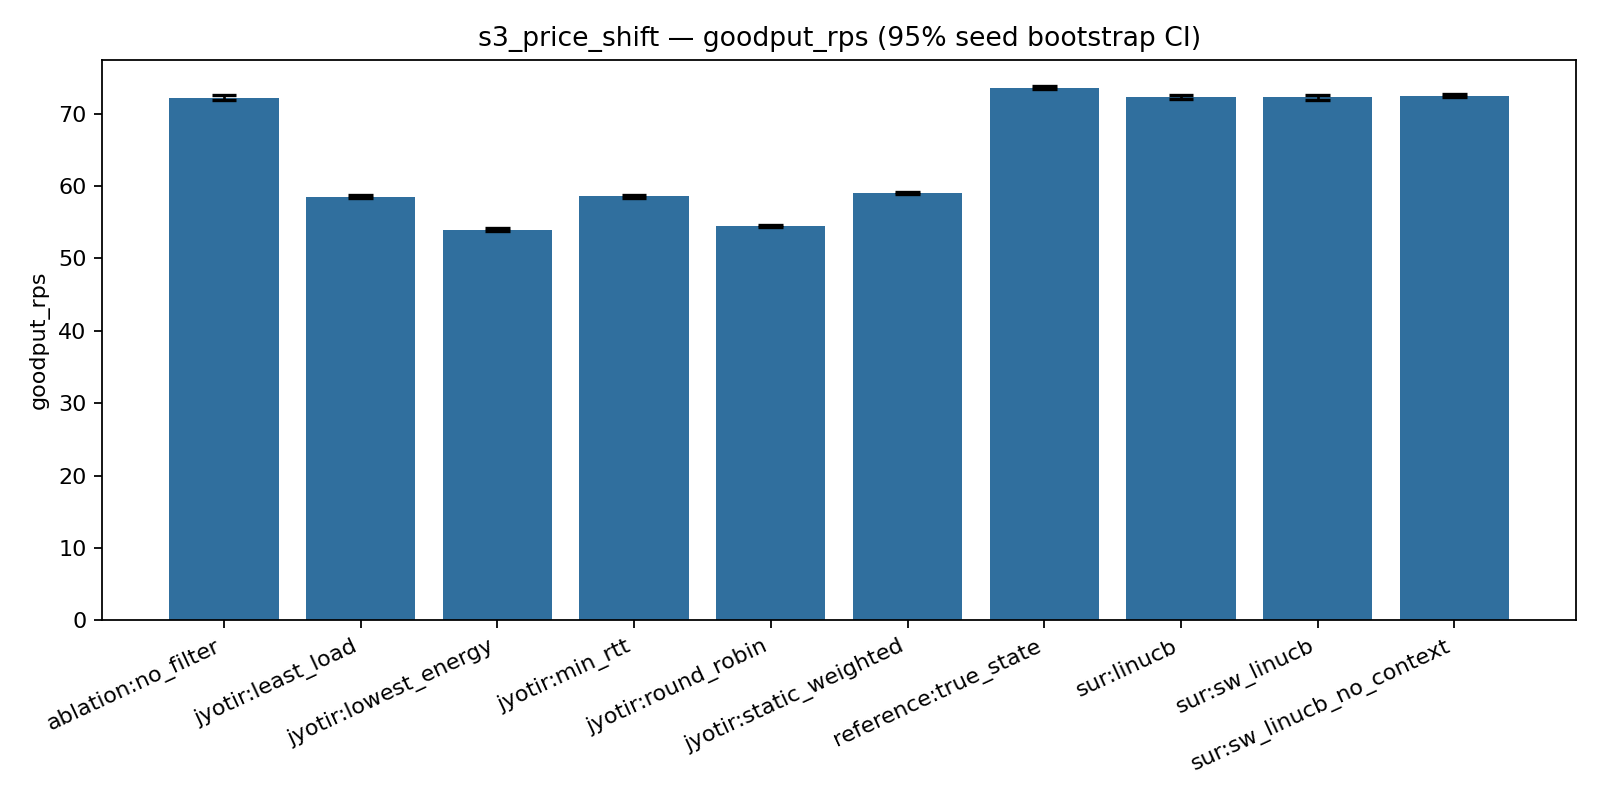 s3_price_shift — goodput_rps (95% seed bootstrap CI)
goodput_rps
70
60
50
40
30
20
10
0
ablation:no_filter
jyotir:least_load
jyotir:lowest_energy
jyotir:min_rtt
jyotir:round_robin
jyotir:static_weighted
reference:true_state
sur:linucb
sur:sw_linucb
sur:sw_linucb_no_context